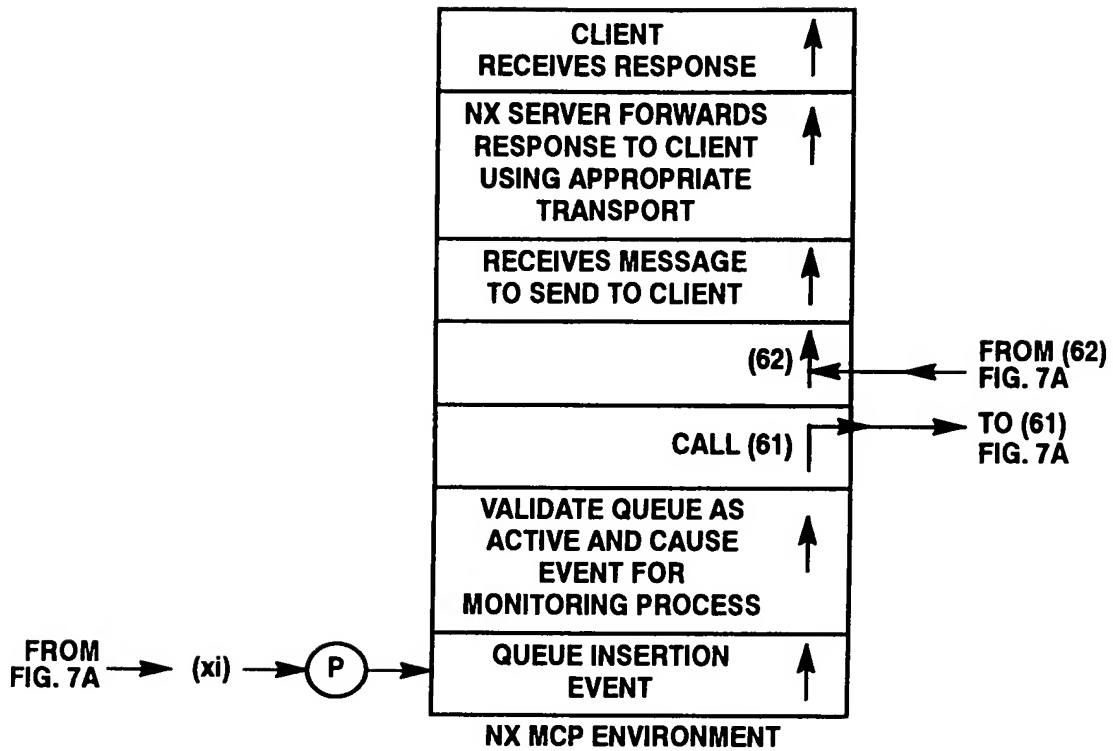 CLIENT
RECEIVES RESPONSE
NX SERVER FORWARDS
RESPONSE TO CLIENT
USING APPROPRIATE
TRANSPORT
RECEIVES MESSAGE
TO SEND TO CLIENT
(62)
FROM (62)
FIG. 7A
CALL (61)
TO (61)
FIG. 7A
VALIDATE QUEUE AS
ACTIVE AND CAUSE
EVENT FOR
MONITORING PROCESS
FROM
FIG. 7A
(xi)
P
QUEUE INSERTION
EVENT
NX MCP ENVIRONMENT